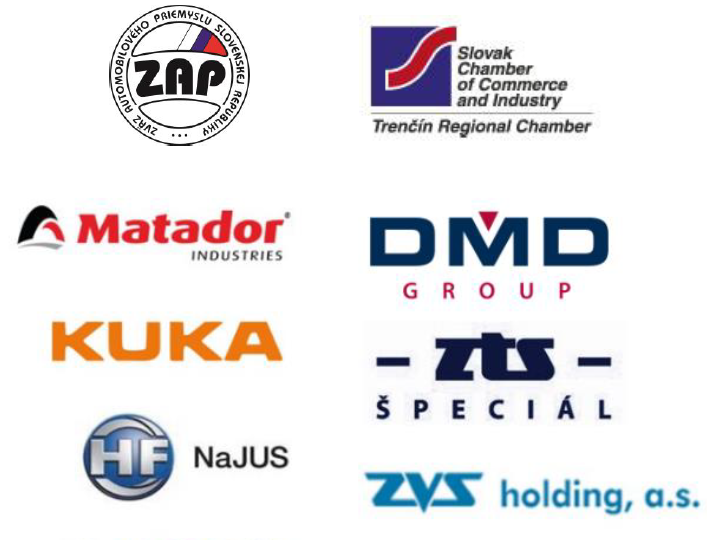 ZVÄZ AUTOMOBILOVÉHO PRIEMYSLU SLOVENSKEJ REPUBLIKY
ZAP
Slovak
Chamber
of Commerce
and Industry
Trenčín Regional Chamber
Matador
INDUSTRIES
DMD
GROUP
KUKA
zts
ŠPECIÁL
HF NaJUS
ZVS holding, a.s.